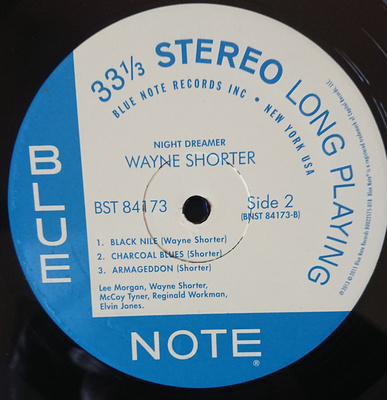 33⅓ STEREO LONG PLAYING
BLUE NOTE RECORDS INC • NEW YORK USA
NIGHT DREAMER
WAYNE SHORTER
BST 84173
Side 2
(BNST 84173-B)
1. BLACK NILE (Wayne Shorter)
2. CHARCOAL BLUES (Shorter)
3. ARMAGEDDON (Shorter)
Lee Morgan, Wayne Shorter,
McCoy Tyner, Reginald Workman,
Elvin Jones.
BLUE
NOTE
®